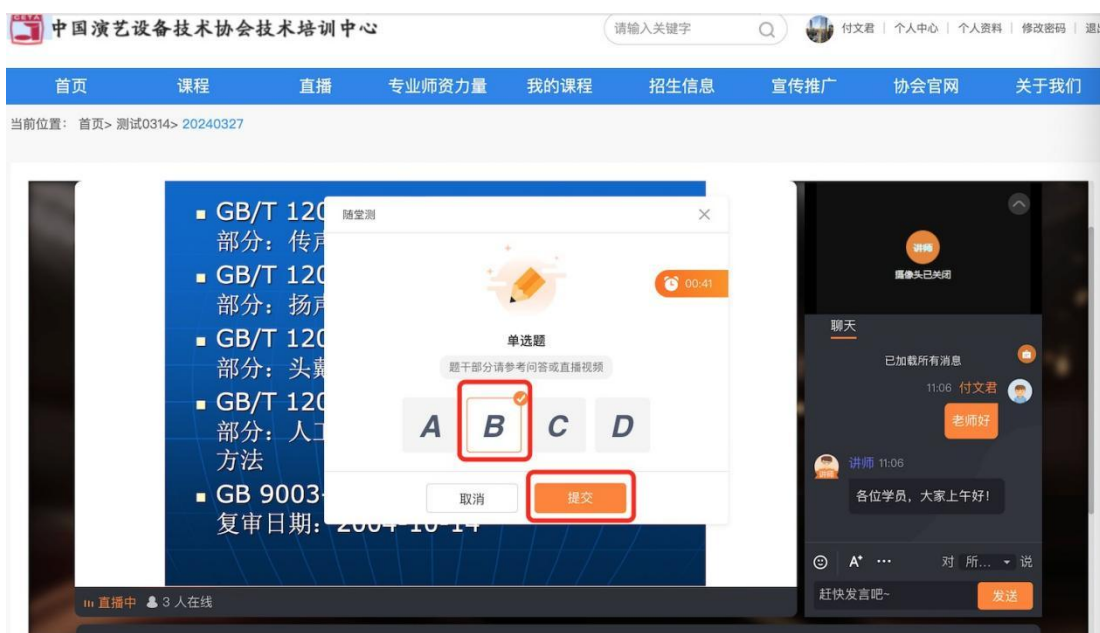 CETA
中国演艺设备技术协会技术培训中心
请输入关键字
付文君 | 个人中心 | 个人资料 | 修改密码 |
首页 课程 直播 专业师资力量 我的课程 招生信息 宣传推广 协会官网 关于我们
当前位置： 首页> 测试0314> 20240327
GB/T 120
部分：传声
GB/T 120
部分：扬声
GB/T 120
部分：头戴
GB/T 120
部分：人工
方法
GB 9003-
复审日期：2004-10-14
随堂测
00:41
单选题
题干部分请参考问答或直播视频
A B C D
取消 提交
讲师
摄像头已关闭
聊天
已加载所有消息
11:06 付文君
老师好
讲师 11:06
讲师
各位学员，大家上午好！
A+ ··· 对 所... 说
赶快发言吧~ 发送
直播中 3 人在线